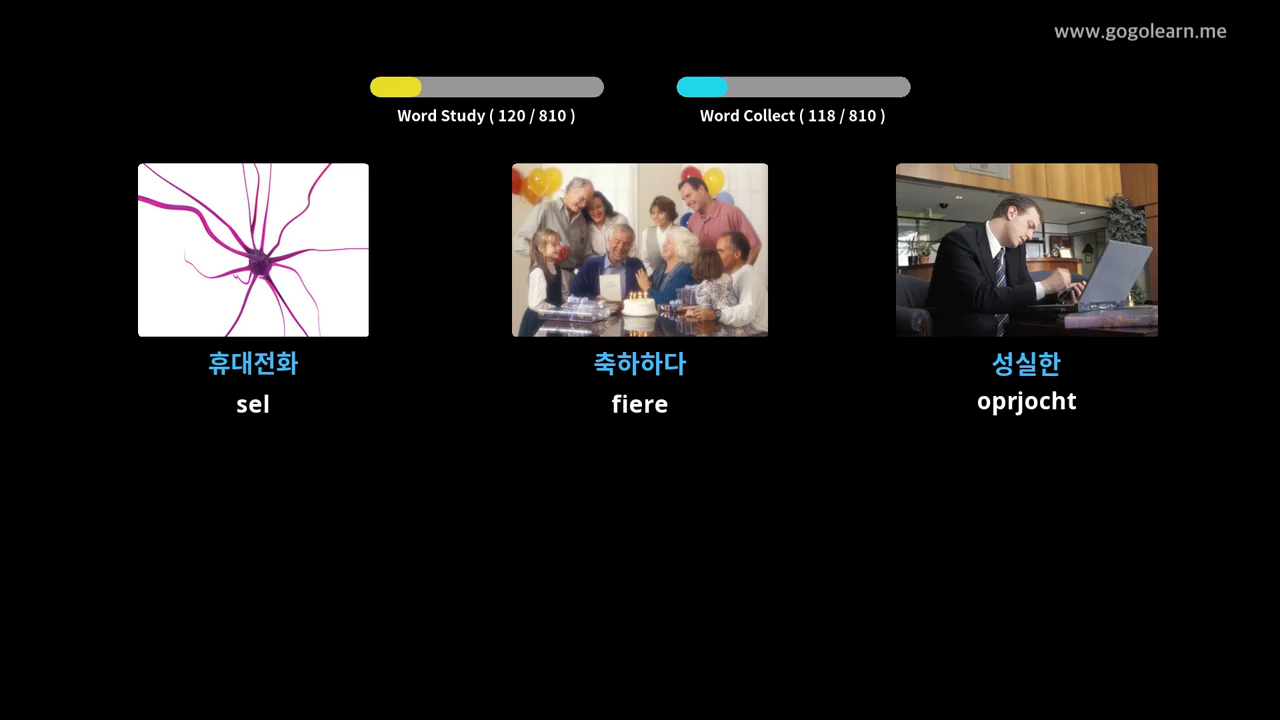 www.gogolearn.me
Word Study ( 120 / 810 )
Word Collect ( 118 / 810 )
휴대전화
축하하다
성실한
sel
fiere
oprjocht